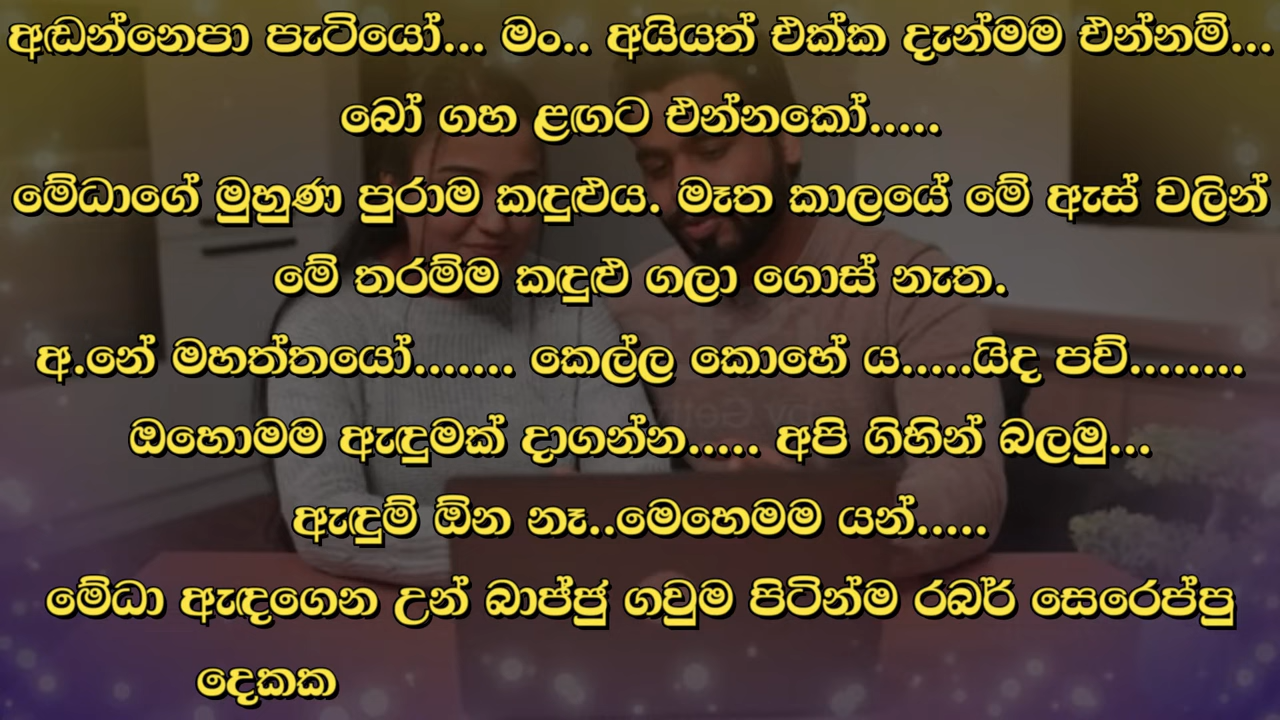 අඬන්නෙපා පැටියෝ... මං.. අයියත් එක්ක දැන්මම එන්නම්...
බෝ ගහ ළඟට එන්නකෝ.....
මේධාගේ මුහුණ පුරාම කඳුළුය. මෑත කාලයේ මේ ඇස් වලින්
මේ තරම්ම කඳුළු ගලා ගොස් නැත.
අ.නේ මහත්තයෝ....... කෙල්ල කොහේ ය.....යිද පව්........
ඔහොමම ඇඳුමක් දාගන්න..... අපි ගිහින් බලමු...
ඇඳුම් ඕන නෑ..මෙහෙමම යන්.....
මේධා ඇඳගෙන උන් බාප්ජු ගවුම පිටින්ම රබර් සෙරෙප්පු
දෙකක